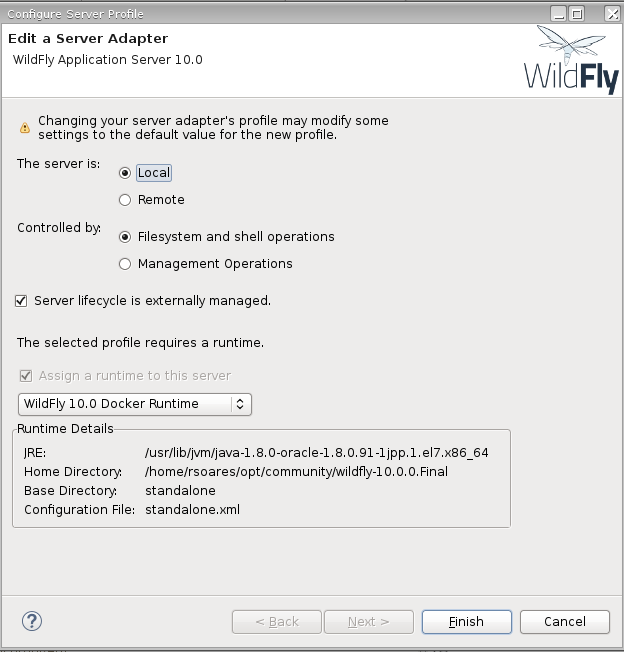 Configure Server Profile
Edit a Server Adapter
WildFly Application Server 10.0
WildFly
Changing your server adapter's profile may modify some
settings to the default value for the new profile.
The server is:
Local
Remote
Controlled by:
Filesystem and shell operations
Management Operations
Server lifecycle is externally managed.
The selected profile requires a runtime.
Assign a runtime to this server
WildFly 10.0 Docker Runtime
Runtime Details
JRE: /usr/lib/jvm/java-1.8.0-oracle-1.8.0.91-1jpp.1.el7.x86_64
Home Directory: /home/rsoares/opt/community/wildfly-10.0.0.Final
Base Directory: standalone
Configuration File: standalone.xml
? < Back Next > Finish Cancel